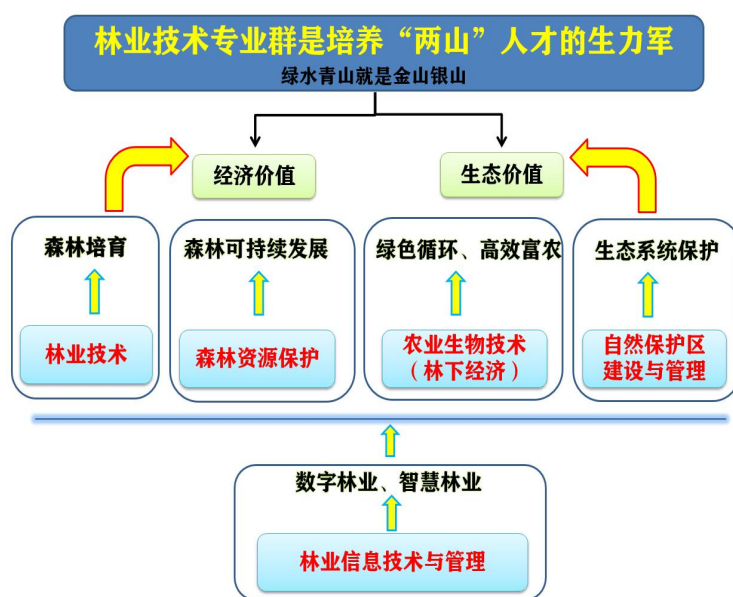 林业技术专业群是培养“两山”人才的生力军
绿水青山就是金山银山
经济价值
生态价值
森林培育
森林可持续发展
绿色循环、高效富农
生态系统保护
林业技术
森林资源保护
农业生物技术
（林下经济）
自然保护区
建设与管理
数字林业、智慧林业
林业信息技术与管理